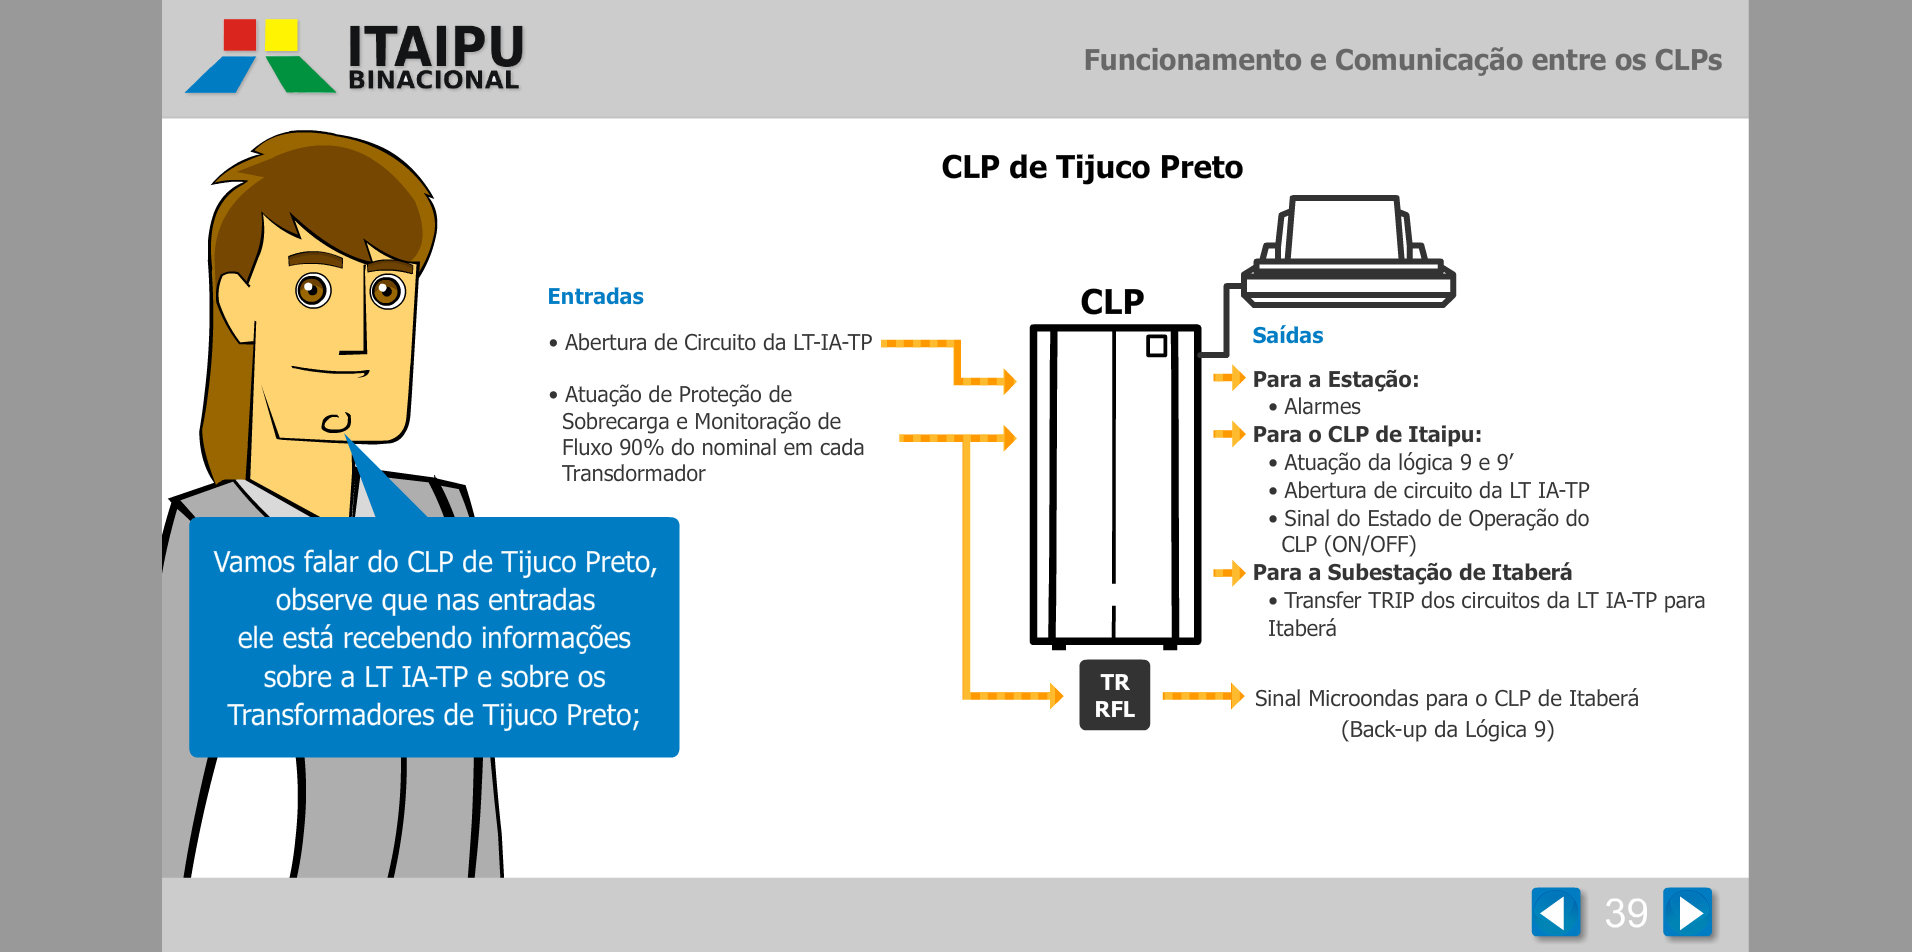 ITAIPU
BINACIONAL
Funcionamento e Comunicação entre os CLPs
CLP de Tijuco Preto
Entradas
• Abertura de Circuito da LT-IA-TP
• Atuação de Proteção de
Sobrecarga e Monitoração de
Fluxo 90% do nominal em cada
Transdormador
CLP
Saídas
Para a Estação:
• Alarmes
Para o CLP de Itaipu:
• Atuação da lógica 9 e 9’
• Abertura de circuito da LT IA-TP
• Sinal do Estado de Operação do
CLP (ON/OFF)
Para a Subestação de Itaberá
• Transfer TRIP dos circuitos da LT IA-TP para
Itaberá
TR
RFL
Sinal Microondas para o CLP de Itaberá
(Back-up da Lógica 9)
Vamos falar do CLP de Tijuco Preto,
observe que nas entradas
ele está recebendo informações
sobre a LT IA-TP e sobre os
Transformadores de Tijuco Preto;
39